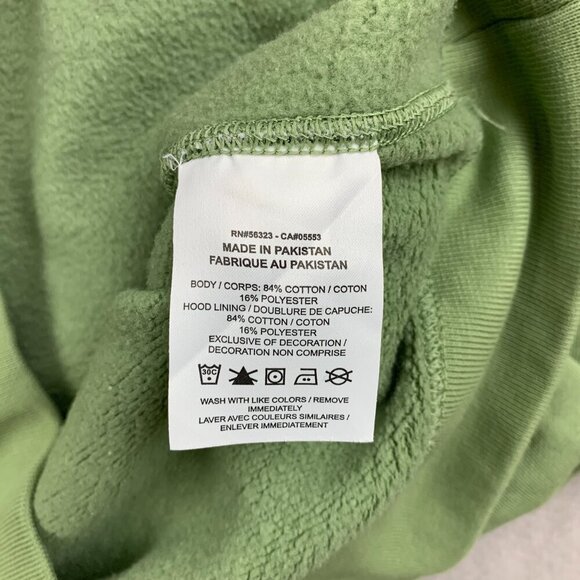 RN#56323 - CA#05553
MADE IN PAKISTAN
FABRIQUE AU PAKISTAN
BODY / CORPS: 84% COTTON / COTON
16% POLYESTER
HOOD LINING / DOUBLURE DE CAPUCHE:
84% COTTON / COTON
16% POLYESTER
EXCLUSIVE OF DECORATION /
DECORATION NON COMPRISE
30C
WASH WITH LIKE COLORS / REMOVE
IMMEDIATELY
LAVER AVEC COULEURS SIMILAIRES /
ENLEVER IMMEDIATEMENT